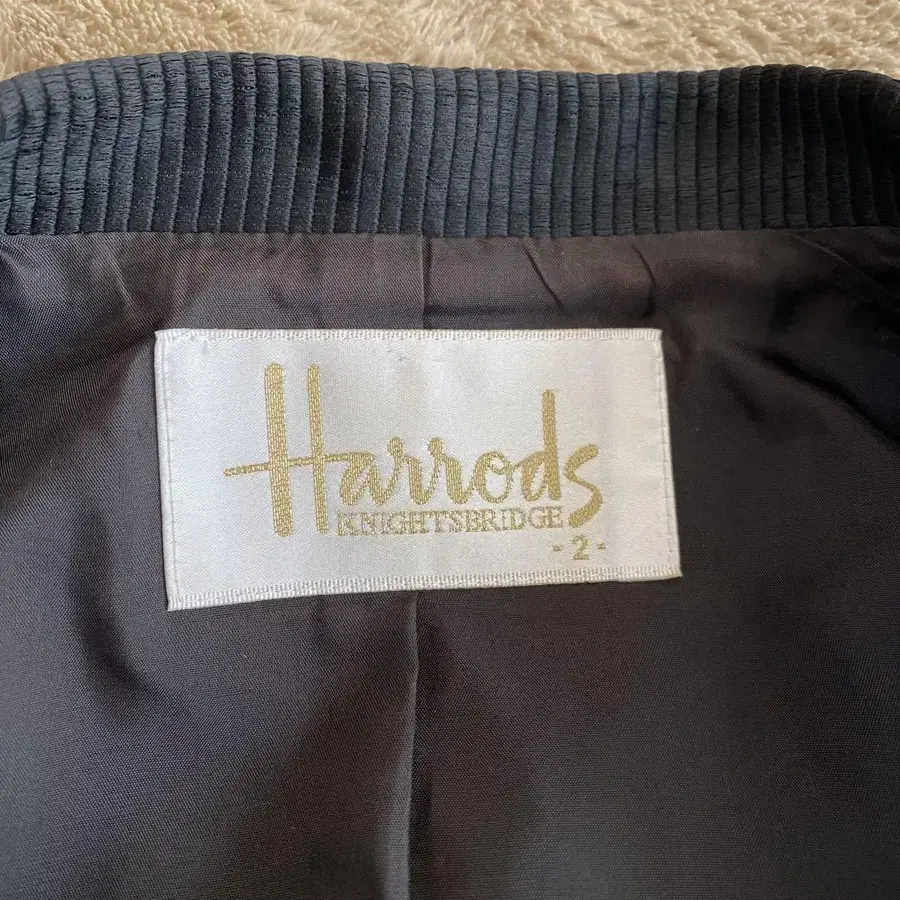 Harrods
KNIGHTSBRIDGE
- 2 -